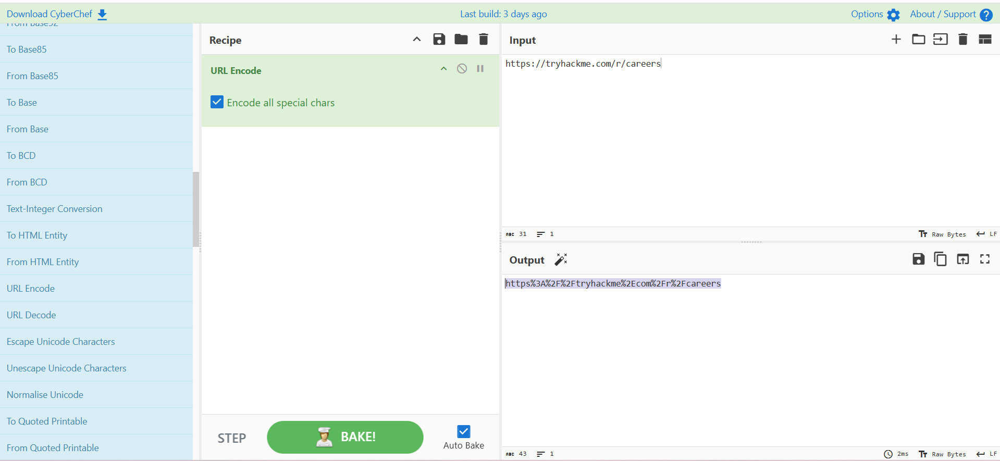 Download CyberChef
Last build: 3 days ago
Options
About / Support
To Base85
From Base85
To Base
From Base
To BCD
From BCD
Text-Integer Conversion
To HTML Entity
From HTML Entity
URL Encode
URL Decode
Escape Unicode Characters
Unescape Unicode Characters
Normalise Unicode
To Quoted Printable
From Quoted Printable
Recipe
URL Encode
Encode all special chars
STEP
BAKE!
Auto Bake
Input
https://tryhackme.com/r/careers
ABC 31 1
Raw Bytes LF
Output
https%3A%2F%2Ftryhackme%2Ecom%2Fr%2Fcareers
ABC 43 1
2ms Raw Bytes LF